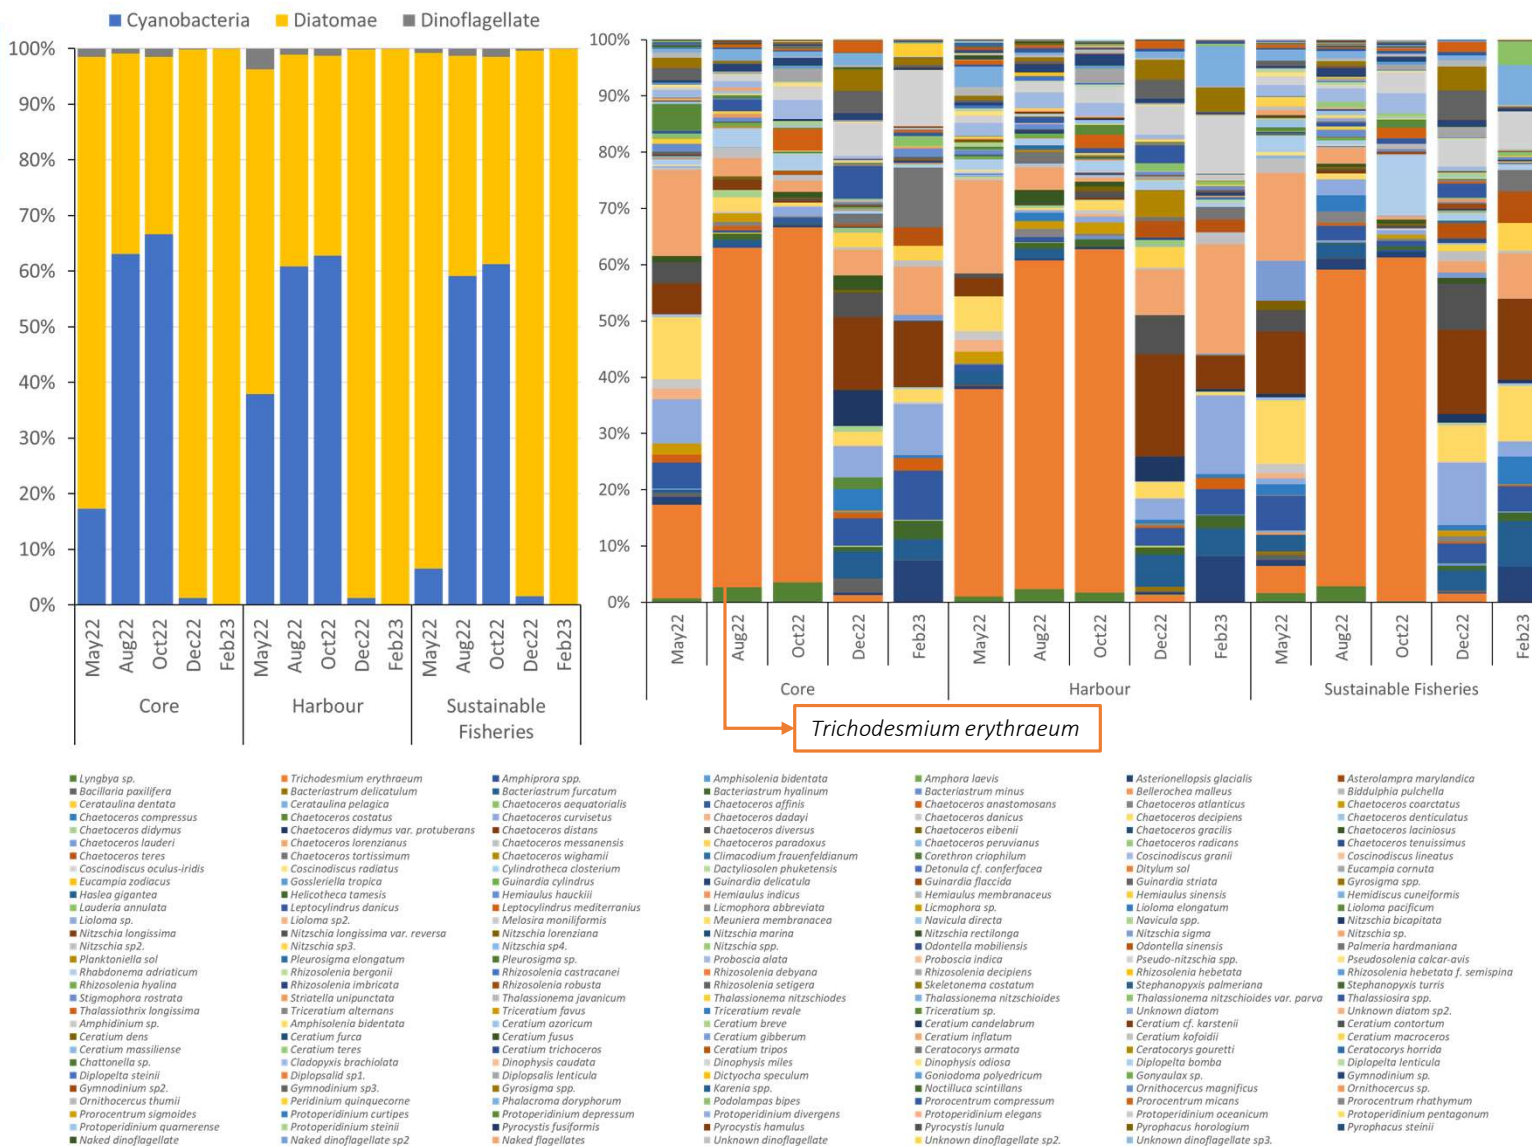 Cyanobacteria Diatomae Dinoflagellate
100%
90%
80%
70%
60%
50%
40%
30%
20%
10%
0%
May22 Aug22 Oct22 Dec22 Feb23 May22 Aug22 Oct22 Dec22 Feb23 May22 Aug22 Oct22 Dec22 Feb23
Core Harbour Sustainable
Fisheries
100%
90%
80%
70%
60%
50%
40%
30%
20%
10%
0%
May22 Aug22 Oct22 Dec22 Feb23 May22 Aug22 Oct22 Dec22 Feb23 May22 Aug22 Oct22 Dec22 Feb23
Core Harbour Sustainable Fisheries
Trichodesmium erythraeum
Lyngbya sp. Trichodesmium erythraeum Amphiprora spp. Amphisolenia bidentata Amphora laevis Asterionellopsis glacialis Asterolampra marylandica
Bacillaria paxilifera Bacteriastrum delicatulum Bacteriastrum furcatum Bacteriastrum hyalinum Bacteriastrum minus Bellerochea malleus Biddulphia pulchella
Cerataulina dentata Cerataulina pelagica Chaetoceros aequatorialis Chaetoceros affinis Chaetoceros anastomosans Chaetoceros atlanticus Chaetoceros coarctatus
Chaetoceros compressus Chaetoceros costatus Chaetoceros curvisetus Chaetoceros dadayi Chaetoceros danicus Chaetoceros decipiens Chaetoceros denticulatus
Chaetoceros didymus Chaetoceros didymus var. protuberans Chaetoceros distans Chaetoceros diversus Chaetoceros eibenii Chaetoceros gracilis Chaetoceros laciniosus
Chaetoceros lauderi Chaetoceros lorenzianus Chaetoceros messanensis Chaetoceros paradoxus Chaetoceros peruvianus Chaetoceros radicans Chaetoceros tenuissimus
Chaetoceros teres Chaetoceros tortissimum Chaetoceros wighamii Climacodium frauenfeldianum Corethron criophilum Coscinodiscus granii Coscinodiscus lineatus
Coscinodiscus oculus-iridis Coscinodiscus radiatus Cylindrotheca closterium Dactyliosolen phuketensis Detonula cf. conferfacea Ditylum sol Eucampia cornuta
Eucampia zodiacus Gossleriella tropica Guinardia cylindrus Guinardia delicatula Guinardia flaccida Guinardia striata Gyrosigma spp.
Haslea gigantea Helicotheca tamesis Hemiaulus hauckiii Hemiaulus indicus Hemiaulus membranaceus Hemiaulus sinensis Hemidiscus cuneiformis
Lauderia annulata Leptocylindrus danicus Leptocylindrus mediterranius Licmophora abbreviata Licmophora sp. Lioloma elongatum Lioloma pacificum
Lioloma sp. Lioloma sp2. Melosira moniliformis Meuniera membranacea Navicula directa Navicula spp. Nitzschia bicapitata
Nitzschia longissima Nitzschia longissima var. reversa Nitzschia lorenziana Nitzschia marina Nitzschia rectilonga Nitzschia sigma Nitzschia sp.
Nitzschia sp2. Nitzschia sp3. Nitzschia sp4. Nitzschia spp. Odontella mobiliensis Odontella sinensis Palmeria hardmaniana
Planktoniella sol Pleurosigma elongatum Pleurosigma sp. Proboscia alata Proboscia indica Pseudo-nitzschia spp. Pseudosolenia calcar-avis
Rhabdonema adriaticum Rhizosolenia bergonii Rhizosolenia castracanei Rhizosolenia debyana Rhizosolenia decipiens Rhizosolenia hebetata Rhizosolenia hebetata f. semispina
Rhizosolenia hyalina Rhizosolenia imbricata Rhizosolenia robusta Rhizosolenia setigera Skeletonema costatum Stephanopyxis palmeriana Stephanopyxis turris
Stigmophora rostrata Striatella unipunctata Thalassionema javanicum Thalassionema nitzschiodes Thalassionema nitzschioides Thalassionema nitzschioides var. parva Thalassiosira spp.
Thalassiothrix longissima Triceratium alternans Triceratium favus Triceratium revale Triceratium sp. Unknown diatom Unknown diatom sp2.
Amphidinium sp. Amphisolenia bidentata Ceratium azoricum Ceratium breve Ceratium candelabrum Ceratium cf. karstenii Ceratium contortum
Ceratium dens Ceratium furca Ceratium fusus Ceratium gibberum Ceratium inflatum Ceratium kofoidii Ceratium macroceros
Ceratium massiliense Ceratium teres Ceratium trichoceros Ceratium tripos Ceratocorys armata Ceratocorys gouretti Ceratocorys horrida
Chattonella sp. Cladopyxis brachiolata Dinophysis caudata Dinophysis miles Dinophysis odiosa Diplopelta bomba Diplopelta lenticula
Diplopelta steinii Diplopsalid sp1. Diplopsalis lenticula Dictyocha speculum Goniodoma polyedricum Gonyaulax sp. Gymnodinium sp.
Gymnodinium sp2. Gymnodinium sp3. Gyrosigma spp. Karenia spp. Noctiluca scintillans Ornithocercus magnificus Ornithocercus sp.
Ornithocercus thumii Peridinium quinquecorne Phalacroma doryphorum Podolampas bipes Prorocentrum compressum Prorocentrum micans Prorocentrum rhathymum
Prorocentrum sigmoides Protoperidinium curtipes Protoperidinium depressum Protoperidinium divergens Protoperidinium elegans Protoperidinium oceanicum Protoperidinium pentagonum
Protoperidinium quarnerense Protoperidinium steinii Pyrocystis fusiformis Pyrocystis hamulus Pyrocystis lunula Pyrophacus horologium Pyrophacus steinii
Naked dinoflagellate Naked dinoflagellate sp2 Naked flagellates Unknown dinoflagellate Unknown dinoflagellate sp2. Unknown dinoflagellate sp3.